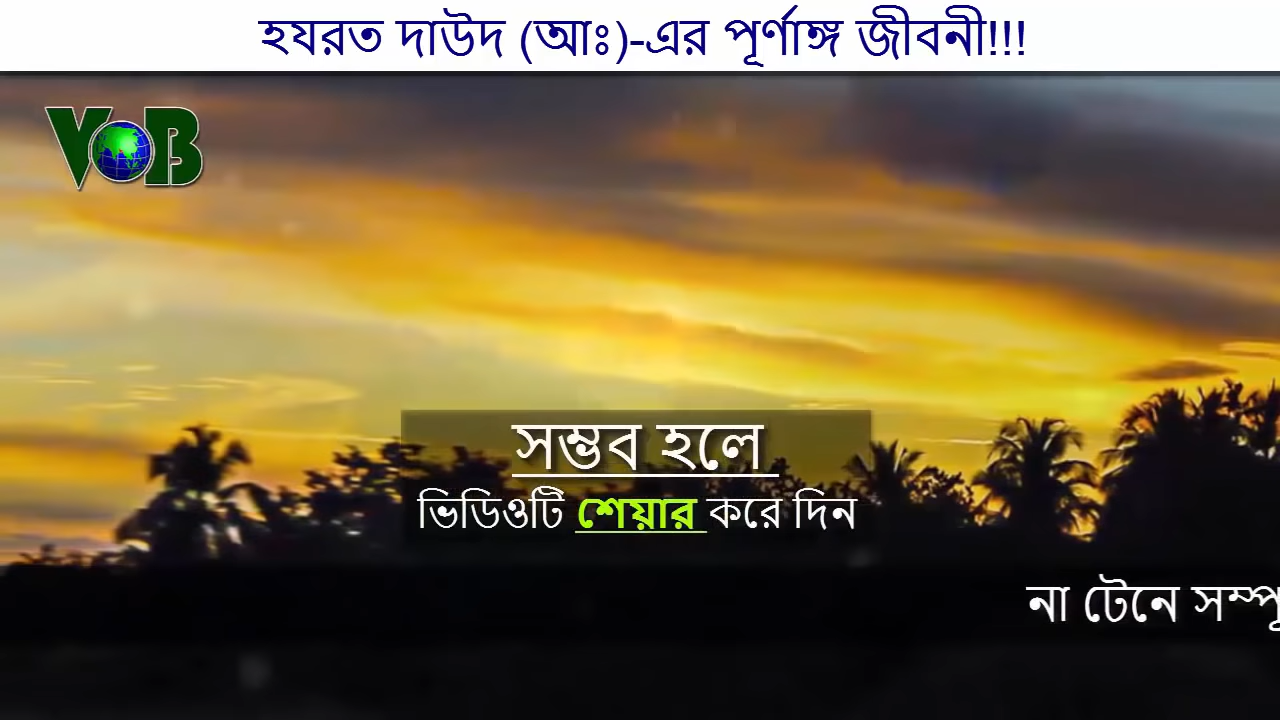 হযরত দাউদ (আঃ)-এর পূর্ণাঙ্গ জীবনী!!!
VOB
সম্ভব হলে
ভিডিওটি শেয়ার করে দিন
না টেনে